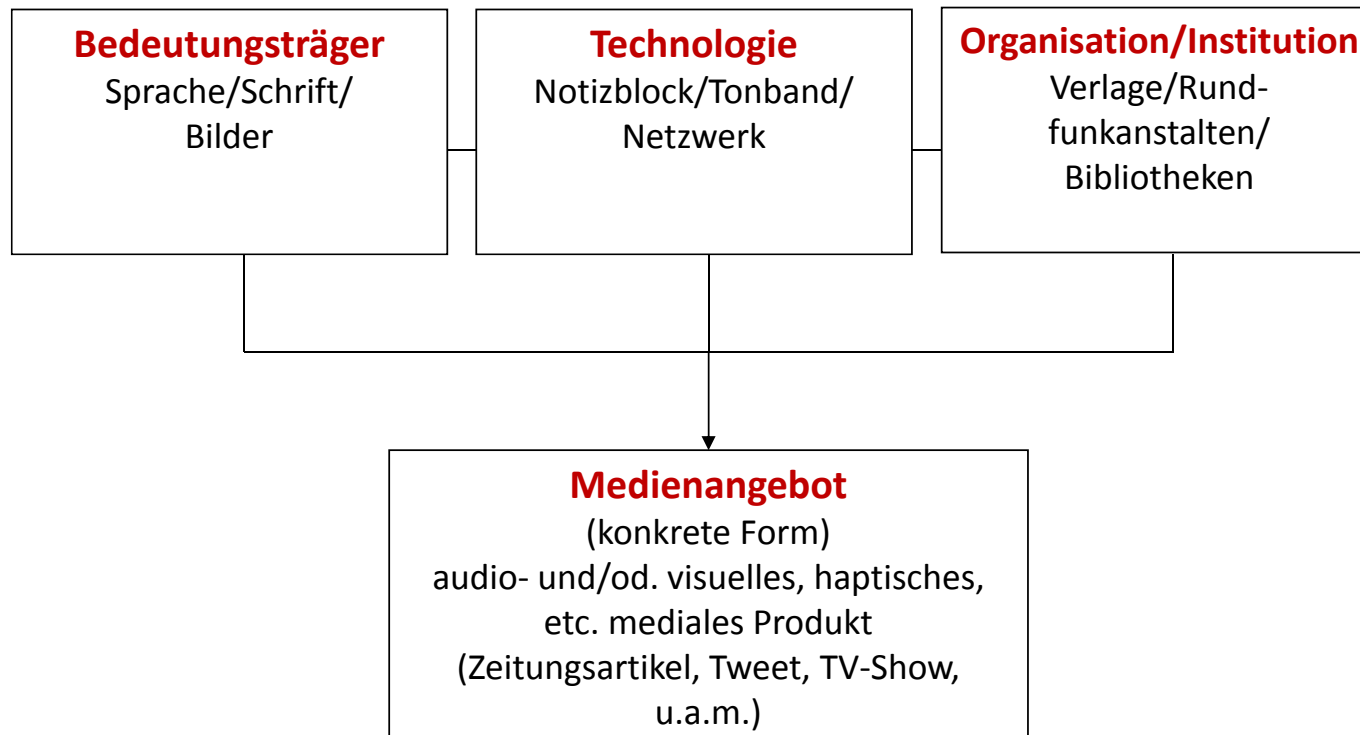 Bedeutungsträger
Sprache/Schrift/
Bilder
Technologie
Notizblock/Tonband/
Netzwerk
Organisation/Institution
Verlage/Rund-
funkanstalten/
Bibliotheken
Medienangebot
(konkrete Form)
audio- und/od. visuelles, haptisches,
etc. mediales Produkt
(Zeitungsartikel, Tweet, TV-Show,
u.a.m.)